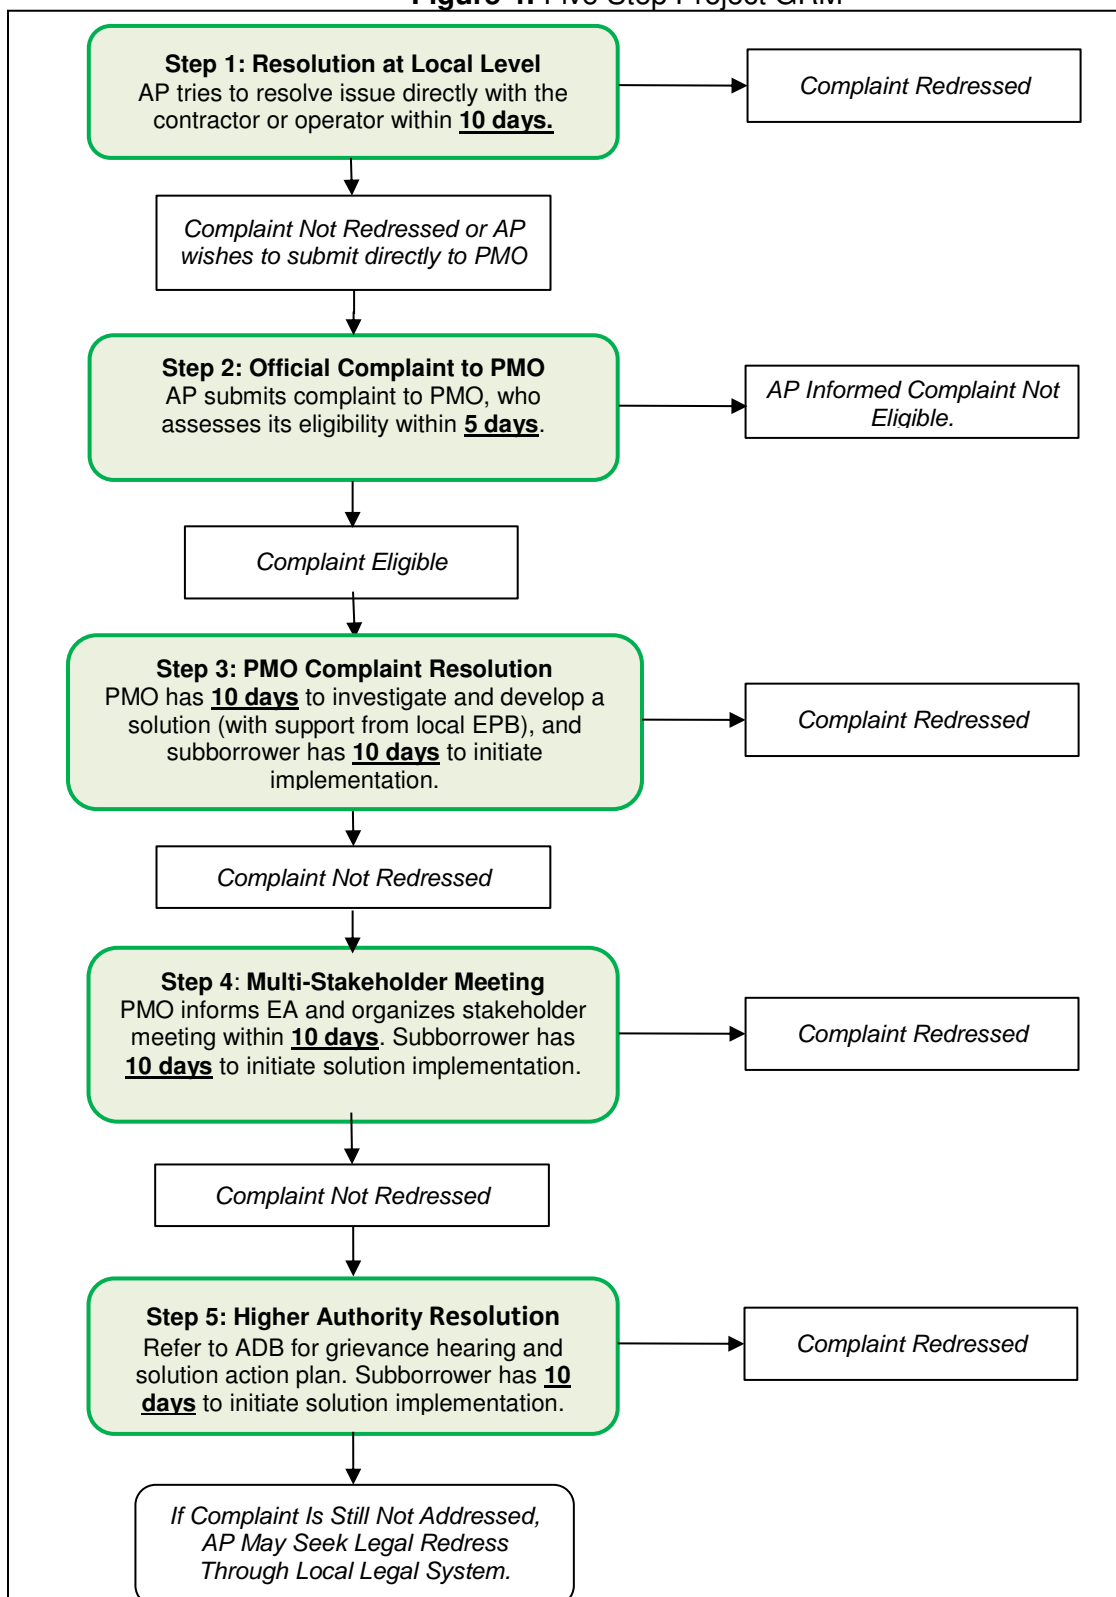 Figure 4: Five Step Project GRM
Step 1: Resolution at Local Level
AP tries to resolve issue directly with the
contractor or operator within 10 days.
Complaint Redressed
Complaint Not Redressed or AP
wishes to submit directly to PMO
Step 2: Official Complaint to PMO
AP submits complaint to PMO, who
assesses its eligibility within 5 days.
AP Informed Complaint Not
Eligible.
Complaint Eligible
Step 3: PMO Complaint Resolution
PMO has 10 days to investigate and develop a
solution (with support from local EPB), and
subborrower has 10 days to initiate
implementation.
Complaint Redressed
Complaint Not Redressed
Step 4: Multi-Stakeholder Meeting
PMO informs EA and organizes stakeholder
meeting within 10 days. Subborrower has
10 days to initiate solution implementation.
Complaint Redressed
Complaint Not Redressed
Step 5: Higher Authority Resolution
Refer to ADB for grievance hearing and
solution action plan. Subborrower has 10
days to initiate solution implementation.
Complaint Redressed
If Complaint Is Still Not Addressed,
AP May Seek Legal Redress
Through Local Legal System.